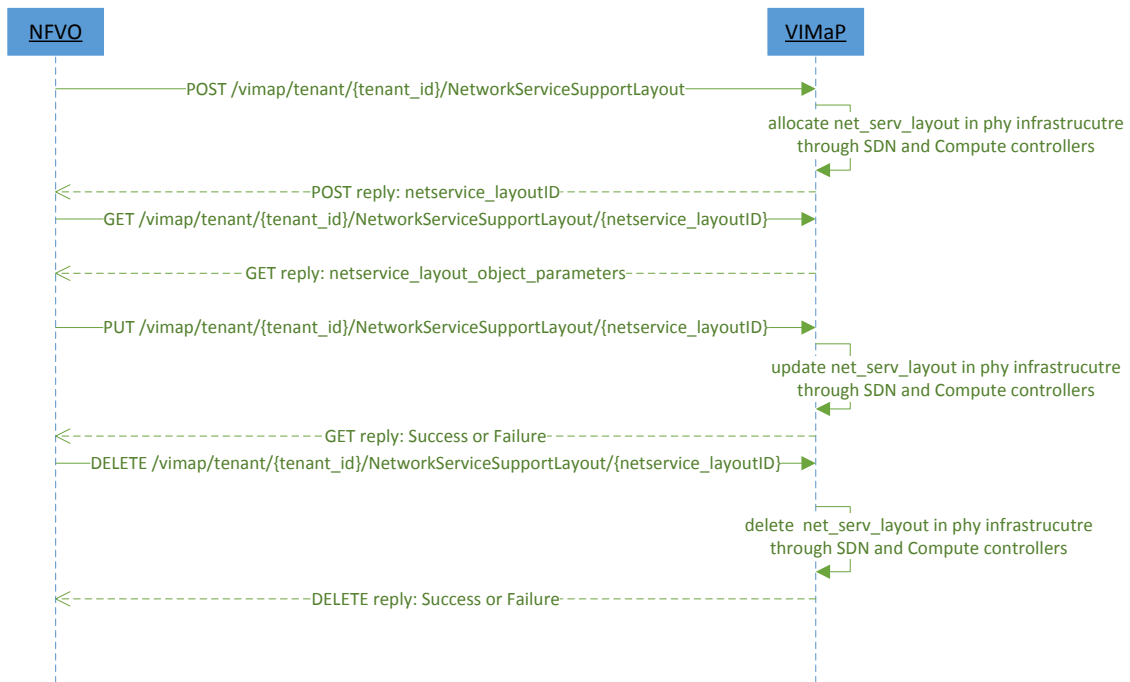 NFVO
VIMaP
POST /vimap/tenant/{tenant_id}/NetworkServiceSupportLayout
allocate net_serv_layout in phy infrastrucutre
through SDN and Compute controllers
POST reply: netservice_layoutID
GET /vimap/tenant/{tenant_id}/NetworkServiceSupportLayout/{netservice_layoutID}
GET reply: netservice_layout_object_parameters
PUT /vimap/tenant/{tenant_id}/NetworkServiceSupportLayout/{netservice_layoutID}
update net_serv_layout in phy infrastrucutre
through SDN and Compute controllers
GET reply: Success or Failure
DELETE /vimap/tenant/{tenant_id}/NetworkServiceSupportLayout/{netservice_layoutID}
delete  net_serv_layout in phy infrastrucutre
through SDN and Compute controllers
DELETE reply: Success or Failure